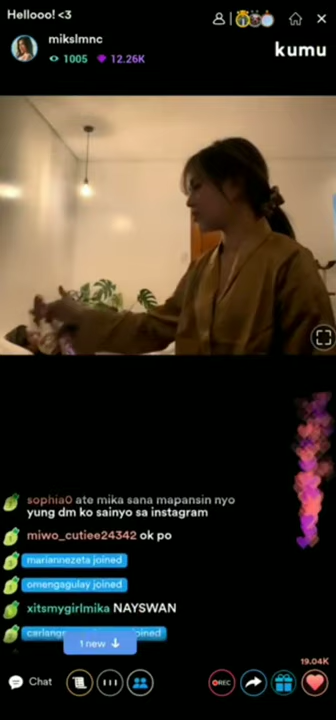 Hellooo! <3
mikslmnc
1005 12.26K
kumu
sophia0 ate mika sana mapansin nyo
yung dm ko sainyo sa instagram
miwo_cutiee24342 ok po
mariannezeta joined
omengagulay joined
xitsmygirlmika NAYSWAN
joined
1 new ↓
19.04K
Chat
REC